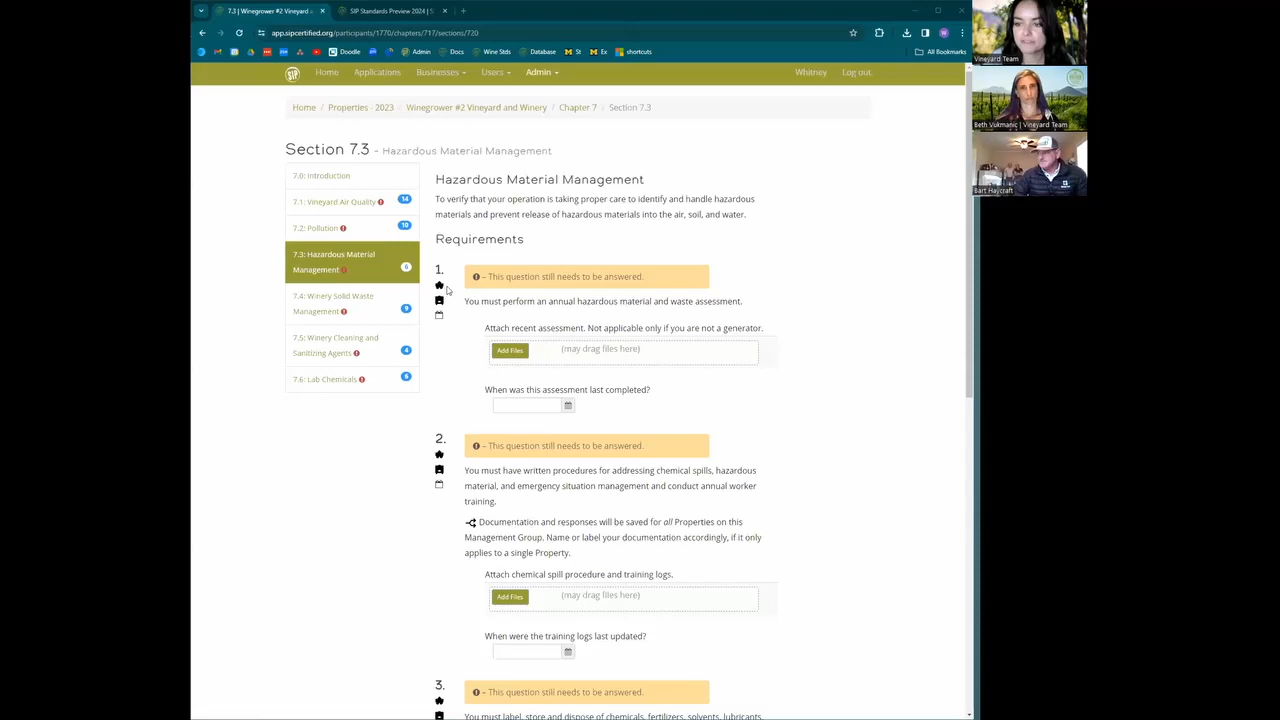 7.3 | Winegrower #2 Vineyard a
SIP Standards Preview 2024 | S
app.sipcertified.org/participants/1770/chapters/717/sections/720
Doodle
Admin
Docs
Wine Stds
Database
St
Ex
shortcuts
All Bookmarks
SIP
Home
Applications
Businesses
Users
Admin
Whitney
Log out
Home / Properties - 2023 / Winegrower #2 Vineyard and Winery / Chapter 7 / Section 7.3
Section 7.3 - Hazardous Material Management
7.0: Introduction
7.1: Vineyard Air Quality 14
7.2: Pollution 10
7.3: Hazardous Material
Management 6
7.4: Winery Solid Waste
Management 9
7.5: Winery Cleaning and
Sanitizing Agents 4
7.6: Lab Chemicals 6
Hazardous Material Management
To verify that your operation is taking proper care to identify and handle hazardous
materials and prevent release of hazardous materials into the air, soil, and water.
Requirements
1.
– This question still needs to be answered.
You must perform an annual hazardous material and waste assessment.
Attach recent assessment. Not applicable only if you are not a generator.
Add Files (may drag files here)
When was this assessment last completed?
2.
– This question still needs to be answered.
You must have written procedures for addressing chemical spills, hazardous
material, and emergency situation management and conduct annual worker
training.
Documentation and responses will be saved for all Properties on this
Management Group. Name or label your documentation accordingly, if it only
applies to a single Property.
Attach chemical spill procedure and training logs.
Add Files (may drag files here)
When were the training logs last updated?
3.
– This question still needs to be answered.
You must label, store and dispose of chemicals, fertilizers, solvents, lubricants,
Vineyard Team
Beth Vukmanic | Vineyard Team
Bart Haycraft